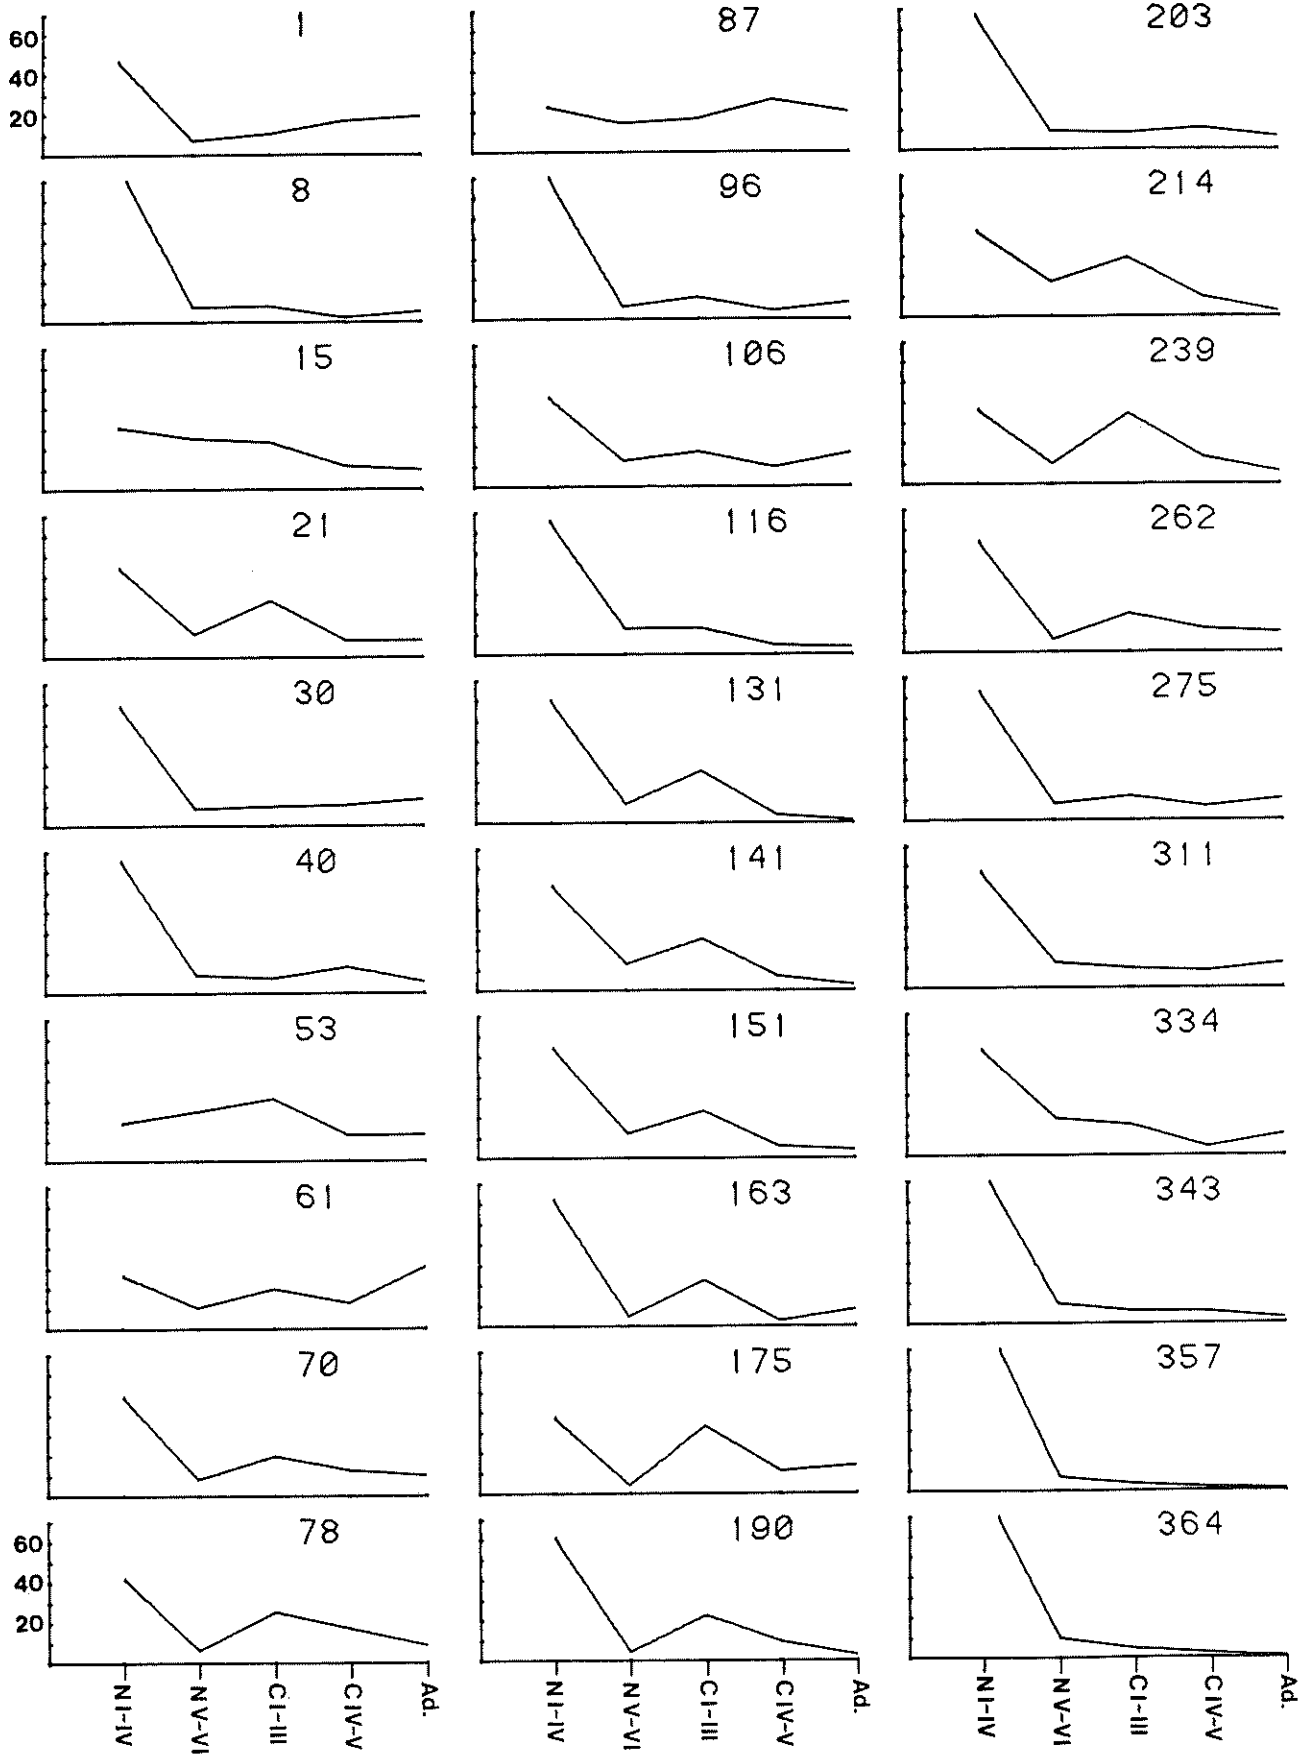 1 87 203
60
40
20
8 96 214
15 106 239
21 116 262
30 131 275
40 141 311
53 151 334
61 163 343
70 175 357
78 190 364
60
40
20
N I-IV N V-VI C I-III C IV-V Ad. N I-IV N V-VI C I-III C IV-V Ad. N I-IV N V-VI C I-III C IV-V Ad.